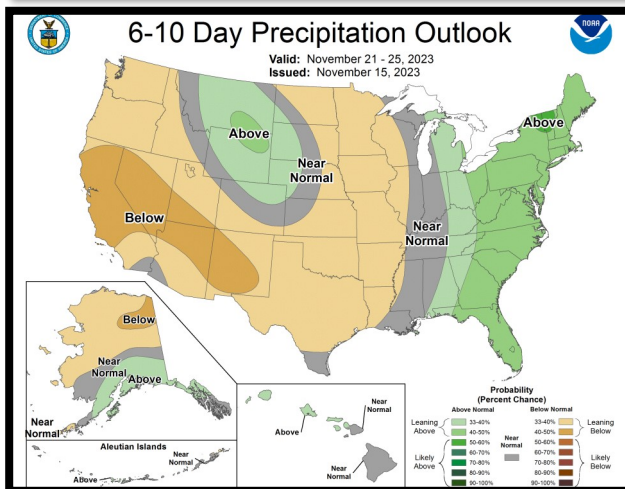 6-10 Day Precipitation Outlook
Valid: November 21 - 25, 2023
Issued: November 15, 2023
NOAA
Above
Above
Near
Normal
Below
Near
Normal
Below
Near
Normal
Above
Near
Normal
Aleutian Islands
Near
Normal
Above
Above
Near
Normal
Near
Normal
Probability
(Percent Chance)
Above Normal
Below Normal
Leaning
Above
33-40%
40-50%
33-40%
40-50%
Leaning
Below
Likely
Above
50-60%
60-70%
70-80%
80-90%
90-100%
Near
Normal
50-60%
60-70%
70-80%
80-90%
90-100%
Likely
Below